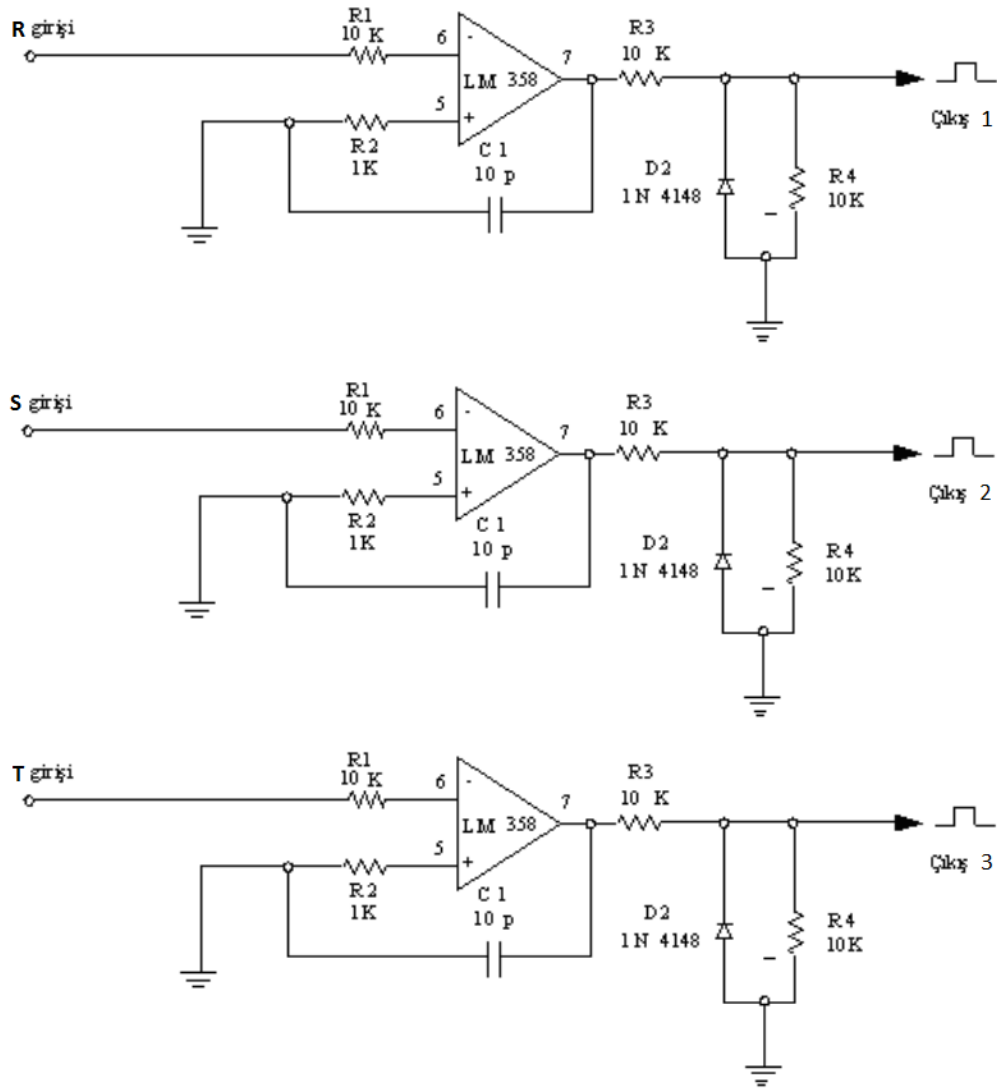 R girişi
R1
10 K
6
-
7
R3
10 K
LM 358
5
+
R2
1K
C1
10 p
D2
1N 4148
R4
10K
Çıkış 1
S girişi
R1
10 K
6
-
7
R3
10 K
LM 358
5
+
R2
1K
C1
10 p
D2
1N 4148
R4
10K
Çıkış 2
T girişi
R1
10 K
6
-
7
R3
10 K
LM 358
5
+
R2
1K
C1
10 p
D2
1N 4148
R4
10K
Çıkış 3